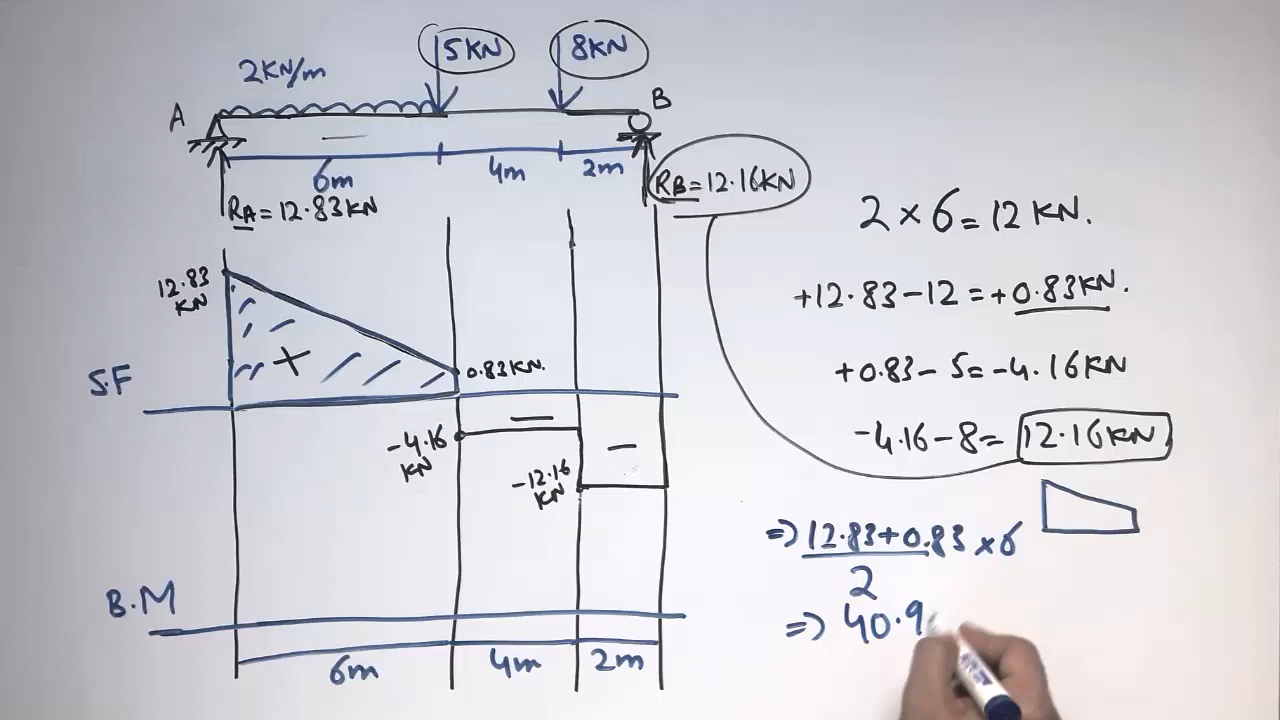 5KN
8KN
2KN/m
A
B
6m
4m
2m
RA = 12.83KN
RB = 12.16KN
2 × 6 = 12 KN.
12.83
KN
+12.83 - 12 = +0.83KN.
+
0.83KN.
S.F
+0.83 - 5 = -4.16KN
-4.16
KN
-12.16
KN
-4.16 - 8 = 12.16KN
=> 12.83+0.83 × 6
2
=> 40.9
B.M
6m
4m
2m